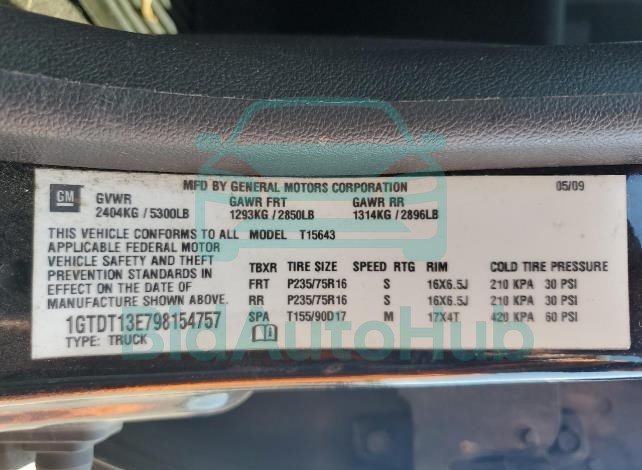 MFD BY GENERAL MOTORS CORPORATION 05/09
GM GVWR GAWR FRT GAWR RR
2404KG / 5300LB 1293KG / 2850LB 1314KG / 2896LB
THIS VEHICLE CONFORMS TO ALL MODEL T15643
APPLICABLE FEDERAL MOTOR
VEHICLE SAFETY AND THEFT
PREVENTION STANDARDS IN
EFFECT ON THE DATE OF
MANUFACTURE SHOWN ABOVE.
1GTDT13E798154757
TYPE: TRUCK
TBXR TIRE SIZE SPEED RTG RIM COLD TIRE PRESSURE
FRT P235/75R16 S 16X6.5J 210 KPA 30 PSI
RR P235/75R16 S 16X6.5J 210 KPA 30 PSI
SPA T155/90D17 M 17X4T 420 KPA 60 PSI
BidAutoHub